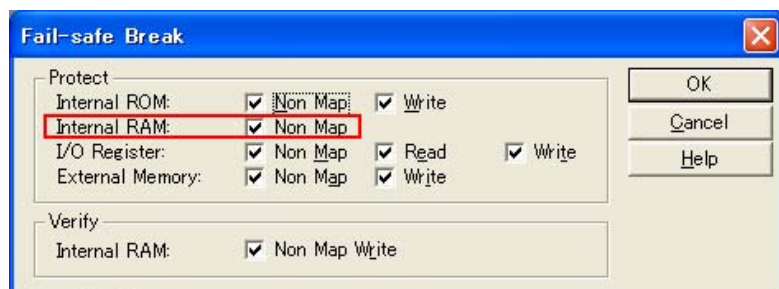 Fail-safe Break
Protect
Internal ROM: Non Map Write
Internal RAM: Non Map
I/O Register: Non Map Read Write
External Memory: Non Map Write
Verify
Internal RAM: Non Map Write
OK
Cancel
Help